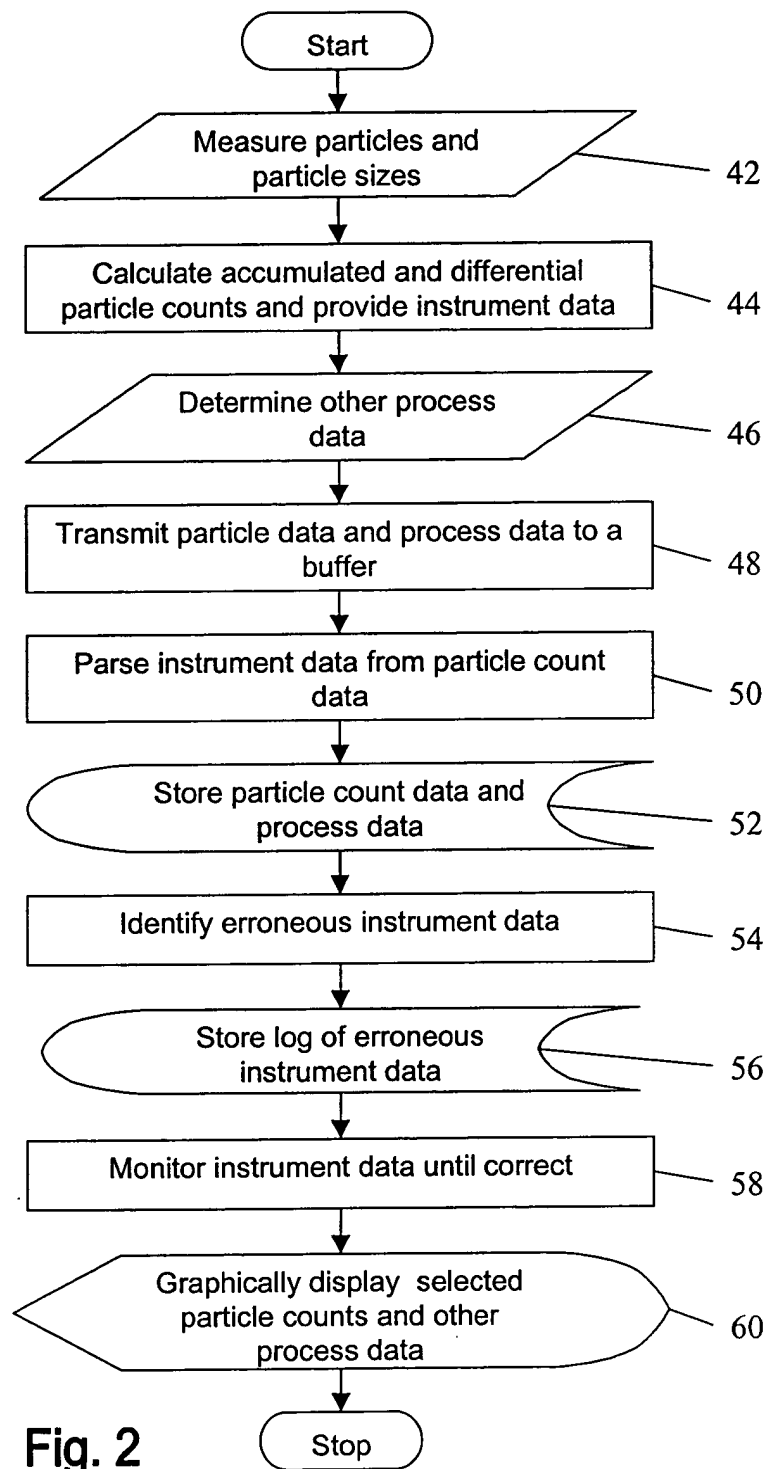 Start
Measure particles and
particle sizes
42
Calculate accumulated and differential
particle counts and provide instrument data
44
Determine other process
data
46
Transmit particle data and process data to a
buffer
48
Parse instrument data from particle count
data
50
Store particle count data and
process data
52
Identify erroneous instrument data
54
Store log of erroneous
instrument data
56
Monitor instrument data until correct
58
Graphically display selected
particle counts and other
process data
60
Stop
Fig. 2